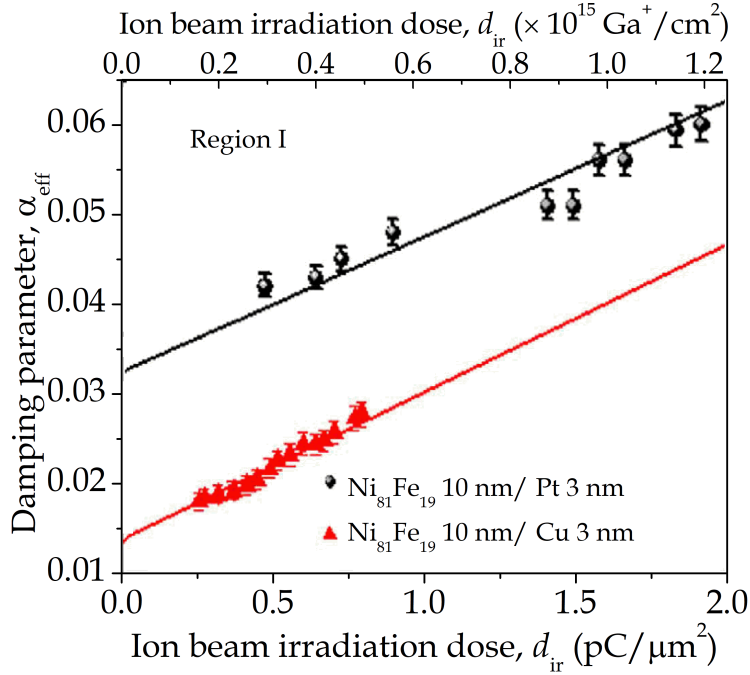 Ion beam irradiation dose, d_ir (× 10^15 Ga^+/cm^2)
0.0 0.2 0.4 0.6 0.8 1.0 1.2
Region I
Damping parameter, α_eff
0.06
0.05
0.04
0.03
0.02
0.01
Ni_81Fe_19 10 nm/ Pt 3 nm
Ni_81Fe_19 10 nm/ Cu 3 nm
0.0 0.5 1.0 1.5 2.0
Ion beam irradiation dose, d_ir (pC/μm^2)